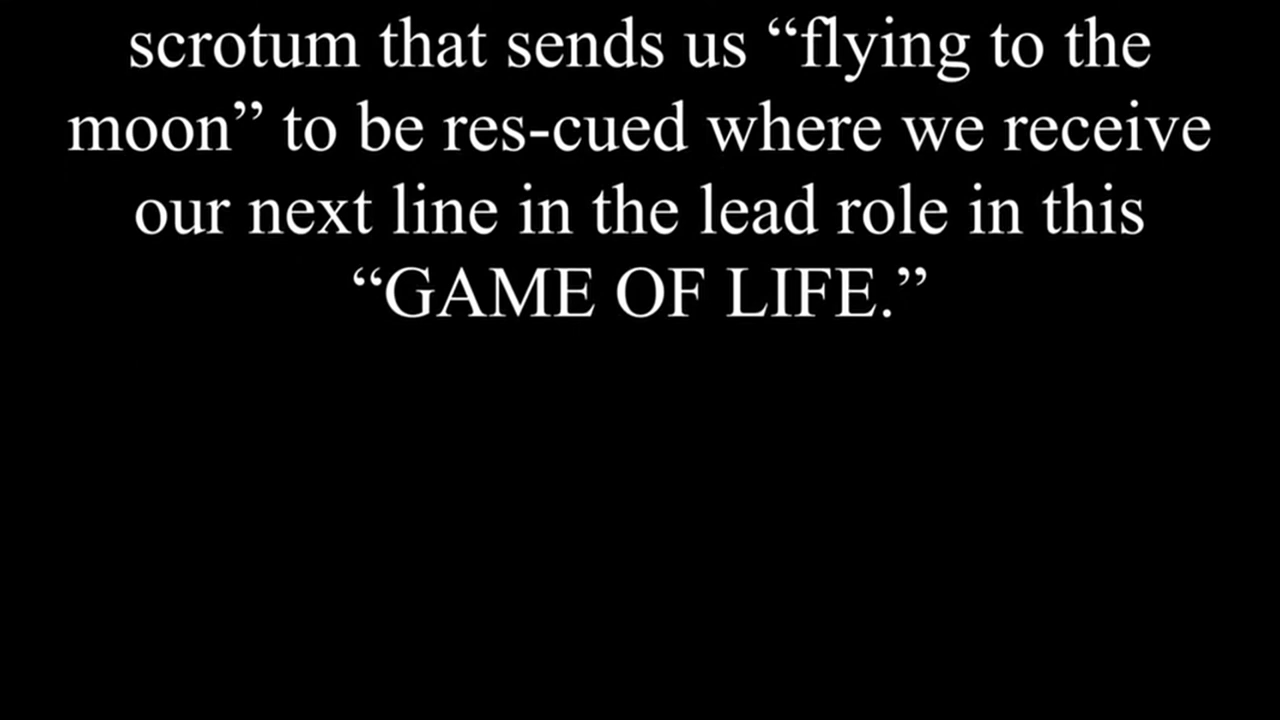 scrotum that sends us “flying to the
moon” to be res-cued where we receive
our next line in the lead role in this
“GAME OF LIFE.”